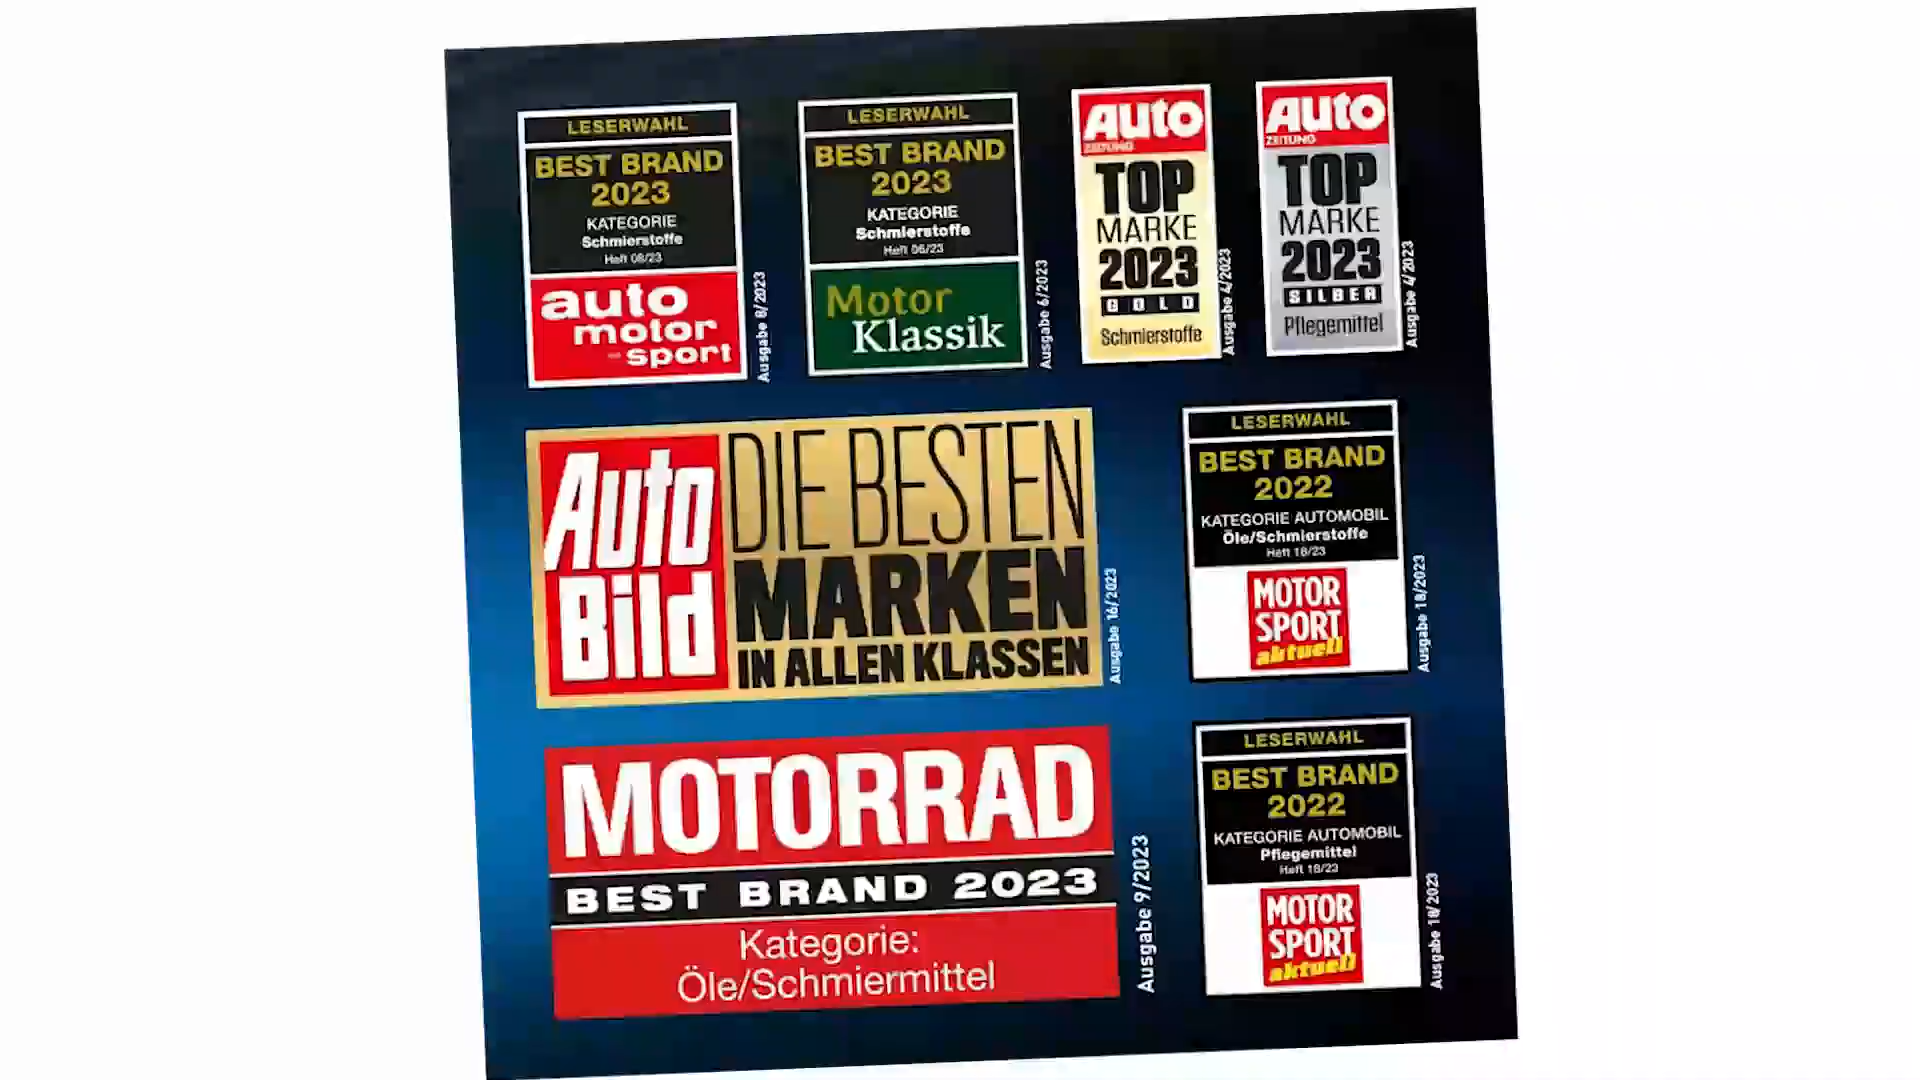 LESERWAHL
BEST BRAND
2023
KATEGORIE
Schmierstoffe
Heft 08/23
auto
motor
sport
Ausgabe 8/2023
LESERWAHL
BEST BRAND
2023
KATEGORIE
Schmierstoffe
Heft 06/23
Motor
Klassik
Ausgabe 6/2023
Auto
ZEITUNG
TOP
MARKE
2023
GOLD
Schmierstoffe
Ausgabe 4/2023
Auto
ZEITUNG
TOP
MARKE
2023
SILBER
Pflegemittel
Ausgabe 4/2023
Auto
Bild
DIE BESTEN
MARKEN
IN ALLEN KLASSEN
Ausgabe 16/2023
LESERWAHL
BEST BRAND
2022
KATEGORIE AUTOMOBIL
Öle/Schmierstoffe
Heft 18/23
MOTOR
SPORT
aktuell
Ausgabe 18/2023
MOTORRAD
BEST BRAND 2023
Kategorie:
Öle/Schmiermittel
Ausgabe 9/2023
LESERWAHL
BEST BRAND
2022
KATEGORIE AUTOMOBIL
Pflegemittel
Heft 18/23
MOTOR
SPORT
aktuell
Ausgabe 18/2023